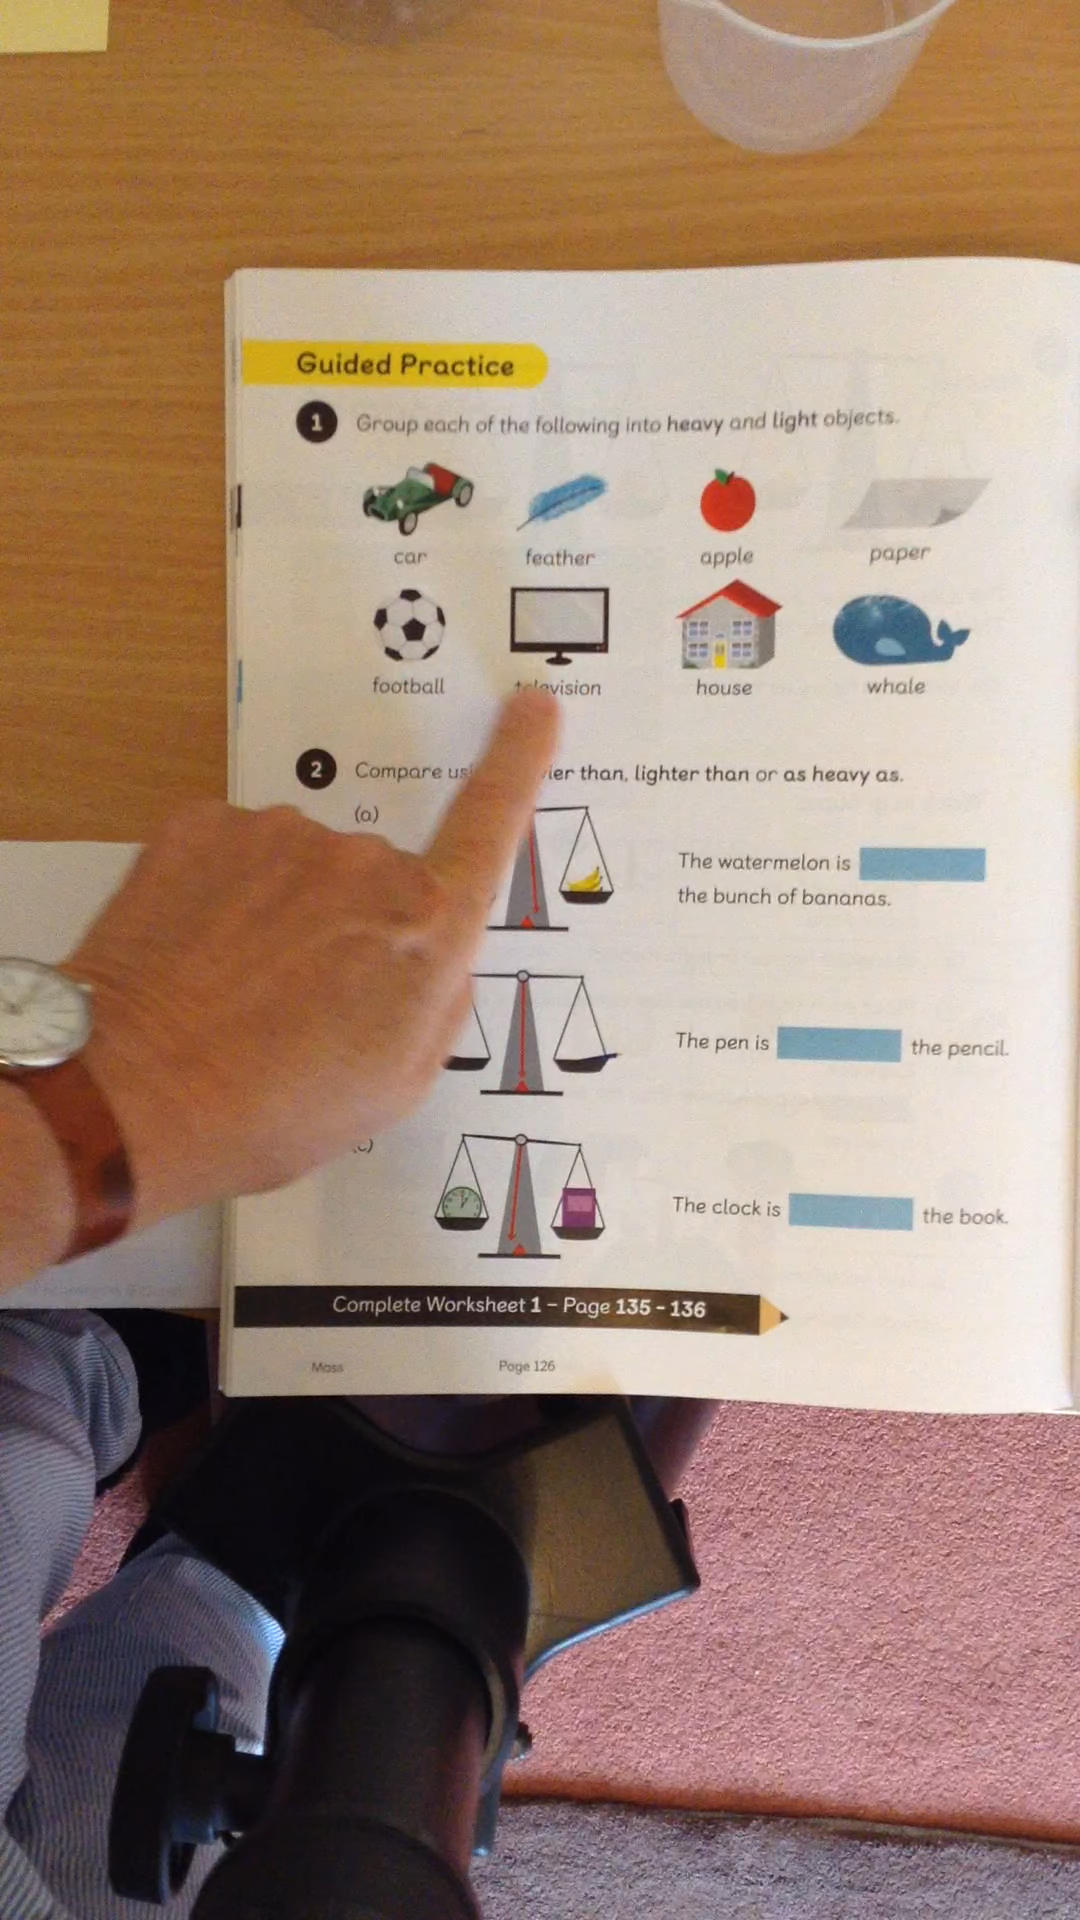 Guided Practice
1 Group each of the following into heavy and light objects.
car feather apple paper
football television house whale
2 Compare than, lighter than or as heavy as.
(a)
The watermelon is
the bunch of bananas.
The pen is the pencil.
(c)
The clock is the book.
Complete Worksheet 1 – Page 135 – 136
Mass Page 126